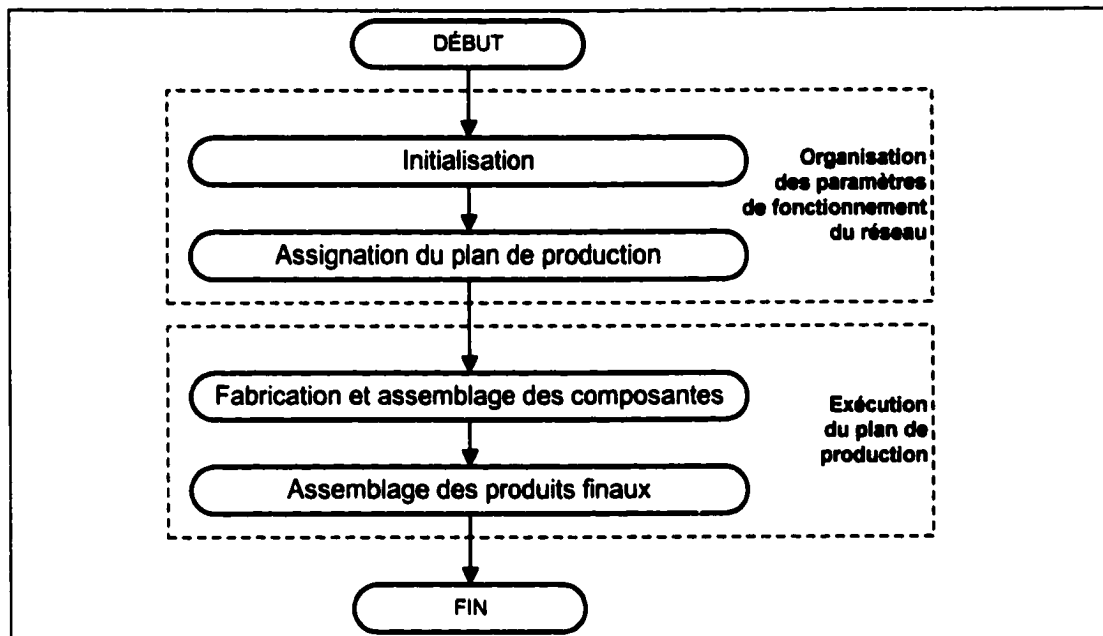 DÉBUT
Initialisation
Organisation
des paramètres
de fonctionnement
du réseau
Assignation du plan de production
Fabrication et assemblage des composantes
Exécution
du plan de
production
Assemblage des produits finaux
FIN